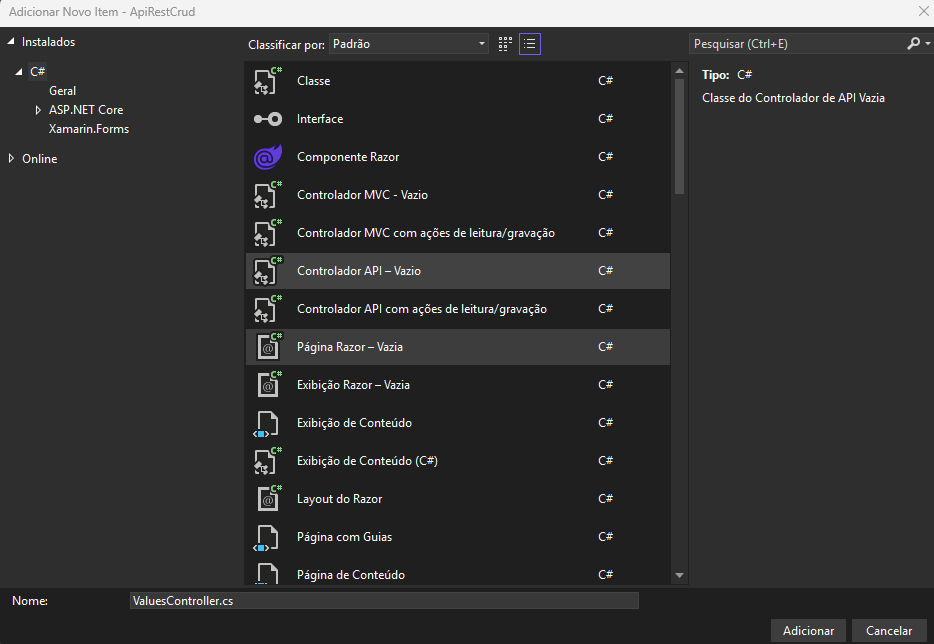 Adicionar Novo Item - ApiRestCrud
Instalados
C#
Geral
ASP.NET Core
Xamarin.Forms
Online
Classificar por: Padrão
Classe C#
Interface C#
Componente Razor C#
Controlador MVC - Vazio C#
Controlador MVC com ações de leitura/gravação C#
Controlador API – Vazio C#
Controlador API com ações de leitura/gravação C#
Página Razor – Vazia C#
Exibição Razor – Vazia C#
Exibição de Conteúdo C#
Exibição de Conteúdo (C#) C#
Layout do Razor C#
Página com Guias C#
Página de Conteúdo C#
Pesquisar (Ctrl+E)
Tipo: C#
Classe do Controlador de API Vazia
Nome: ValuesController.cs
Adicionar Cancelar